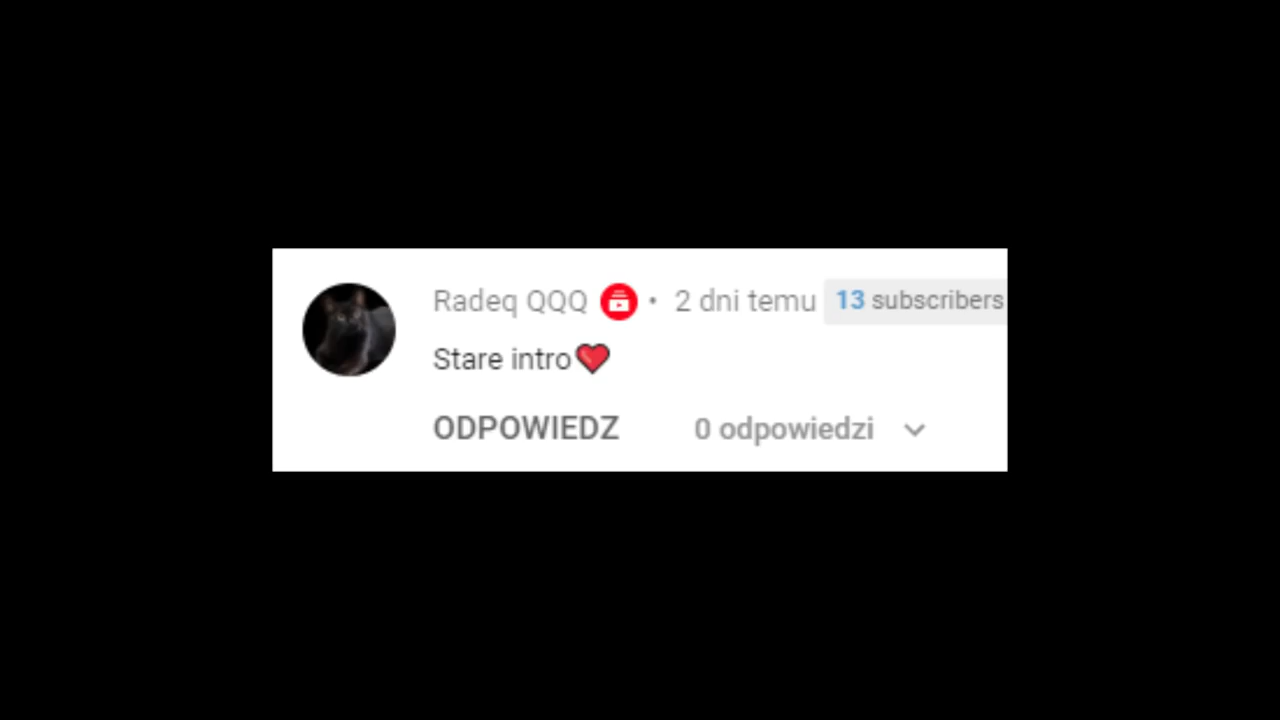 Radeq QQQ • 2 dni temu 13 subscribers
Stare intro❤️
ODPOWIEDZ 0 odpowiedzi